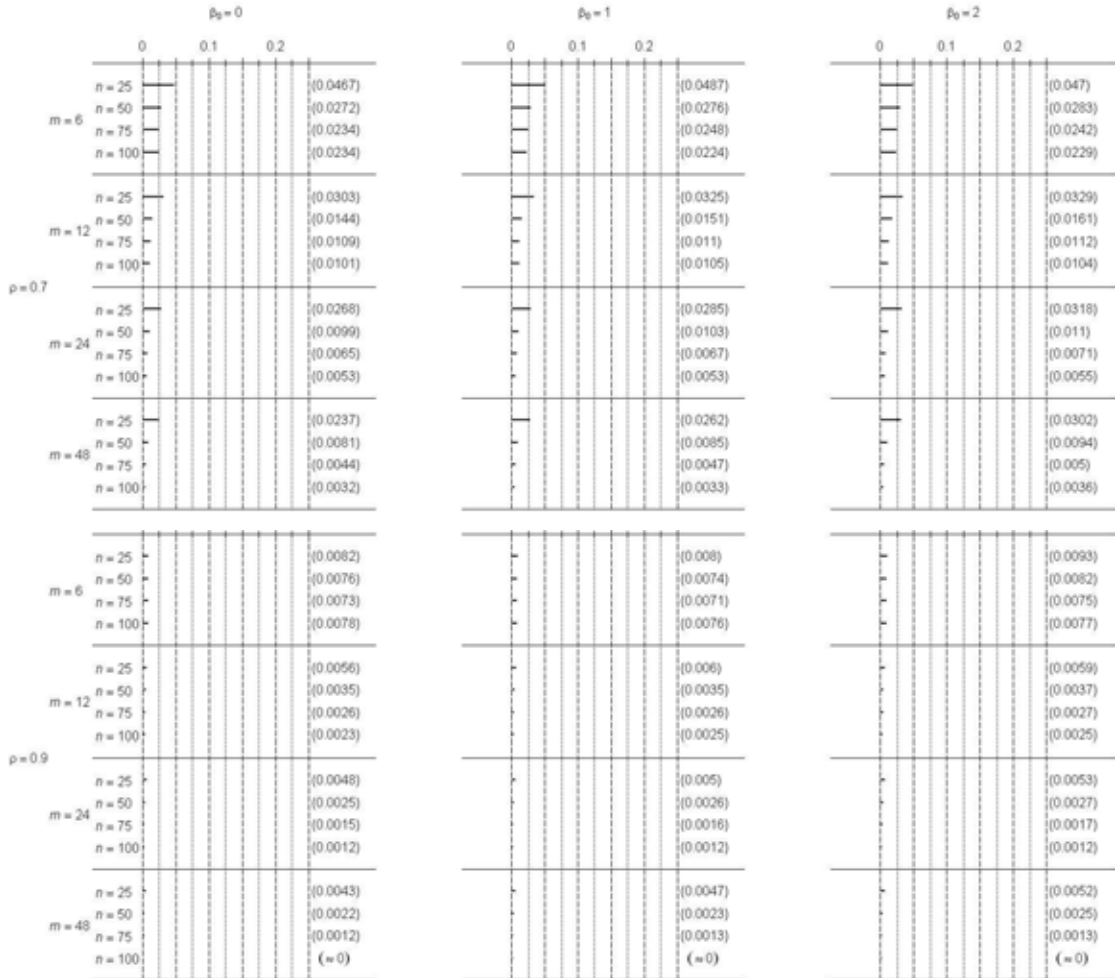 β₀ = 0 β₀ = 1 β₀ = 2
0 0.1 0.2 0 0.1 0.2 0 0.1 0.2
ρ = 0.7
m = 6
n = 25 (0.0467) (0.0487) (0.047)
n = 50 (0.0272) (0.0276) (0.0283)
n = 75 (0.0234) (0.0248) (0.0242)
n = 100 (0.0234) (0.0224) (0.0229)
m = 12
n = 25 (0.0303) (0.0325) (0.0329)
n = 50 (0.0144) (0.0151) (0.0161)
n = 75 (0.0109) (0.011) (0.0112)
n = 100 (0.0101) (0.0105) (0.0104)
m = 24
n = 25 (0.0268) (0.0285) (0.0318)
n = 50 (0.0099) (0.0103) (0.011)
n = 75 (0.0065) (0.0067) (0.0071)
n = 100 (0.0053) (0.0053) (0.0055)
m = 48
n = 25 (0.0237) (0.0262) (0.0302)
n = 50 (0.0081) (0.0085) (0.0094)
n = 75 (0.0044) (0.0047) (0.005)
n = 100 (0.0032) (0.0033) (0.0036)
ρ = 0.9
m = 6
n = 25 (0.0082) (0.008) (0.0093)
n = 50 (0.0076) (0.0074) (0.0082)
n = 75 (0.0073) (0.0071) (0.0075)
n = 100 (0.0078) (0.0076) (0.0077)
m = 12
n = 25 (0.0056) (0.006) (0.0059)
n = 50 (0.0035) (0.0035) (0.0037)
n = 75 (0.0026) (0.0026) (0.0027)
n = 100 (0.0023) (0.0025) (0.0025)
m = 24
n = 25 (0.0048) (0.005) (0.0053)
n = 50 (0.0025) (0.0026) (0.0027)
n = 75 (0.0015) (0.0016) (0.0017)
n = 100 (0.0012) (0.0012) (0.0012)
m = 48
n = 25 (0.0043) (0.0047) (0.0052)
n = 50 (0.0022) (0.0023) (0.0025)
n = 75 (0.0012) (0.0013) (0.0013)
n = 100 (≈0) (≈0) (≈0)